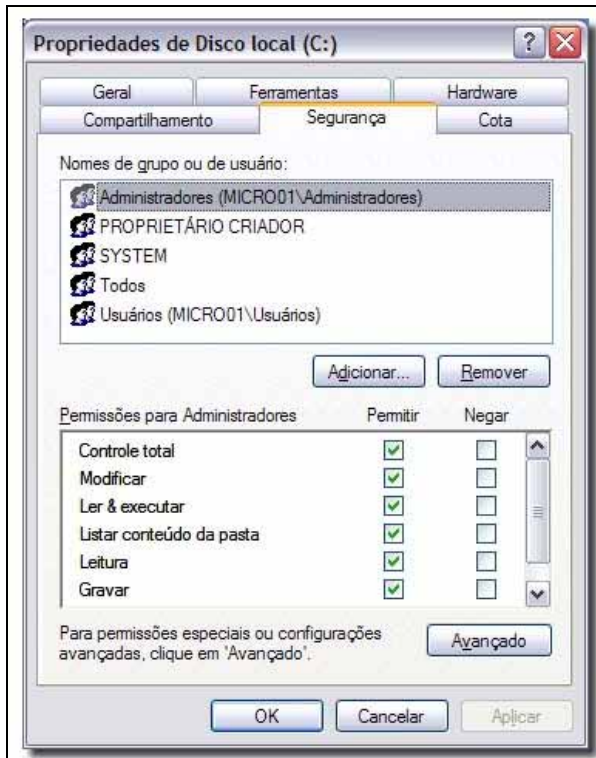 Propriedades de Disco local (C:)
Geral Ferramentas Hardware
Compartilhamento Segurança Cota
Nomes de grupo ou de usuário:
Administradores (MICRO01\Administradores)
PROPRIETÁRIO CRIADOR
SYSTEM
Todos
Usuários (MICRO01\Usuários)
Adicionar... Remover
Permissões para Administradores Permitir Negar
Controle total
Modificar
Ler & executar
Listar conteúdo da pasta
Leitura
Gravar
Para permissões especiais ou configurações
avançadas, clique em 'Avançado'.
Avançado
OK Cancelar Aplicar